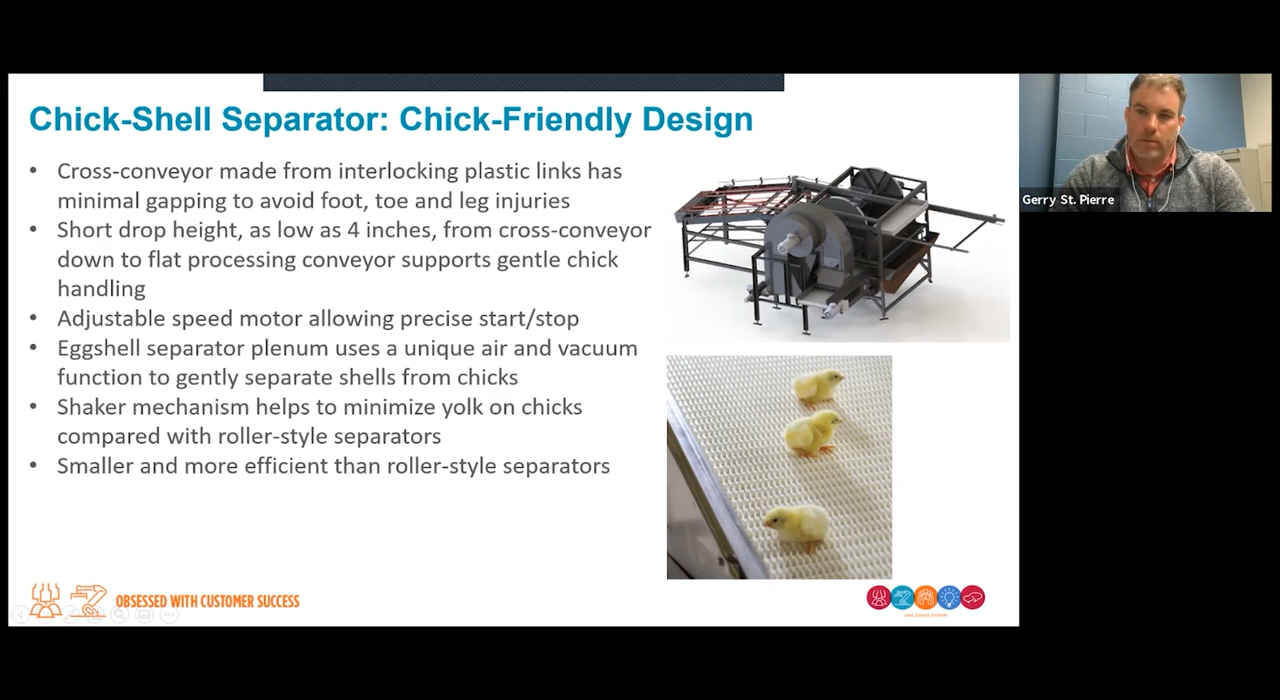 Chick-Shell Separator: Chick-Friendly Design
• Cross-conveyor made from interlocking plastic links has
minimal gapping to avoid foot, toe and leg injuries
• Short drop height, as low as 4 inches, from cross-conveyor
down to flat processing conveyor supports gentle chick
handling
• Adjustable speed motor allowing precise start/stop
• Eggshell separator plenum uses a unique air and vacuum
function to gently separate shells from chicks
• Shaker mechanism helps to minimize yolk on chicks
compared with roller-style separators
• Smaller and more efficient than roller-style separators
OBSESSED WITH CUSTOMER SUCCESS
Gerry St. Pierre